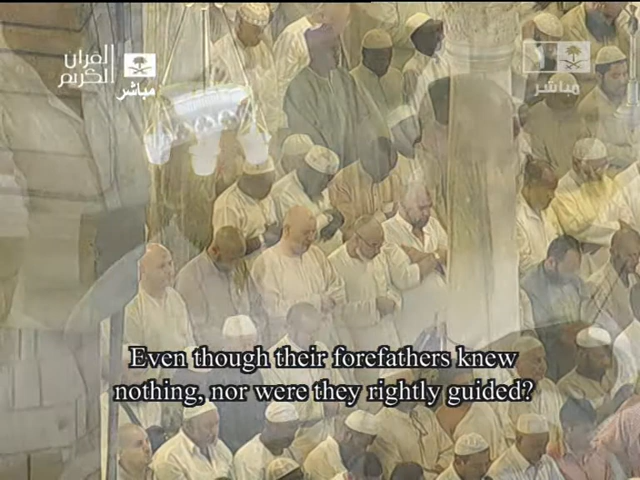 القرآن
الكريم
مباشر
مباشر
Even though their forefathers knew
nothing, nor were they rightly guided?